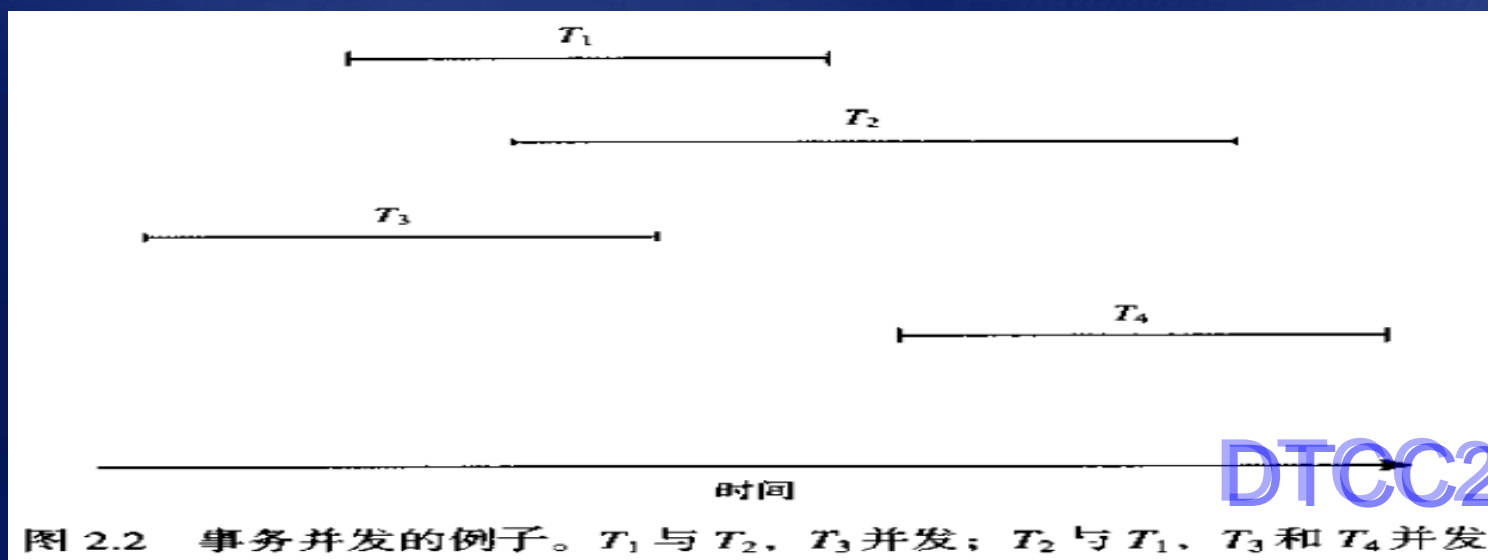 T₁
T₂
T₃
T₄
DTCC2
时间
图 2.2 事务并发的例子。T₁ 与 T₂，T₃ 并发；T₂ 与 T₁、T₃ 和 T₄ 并发